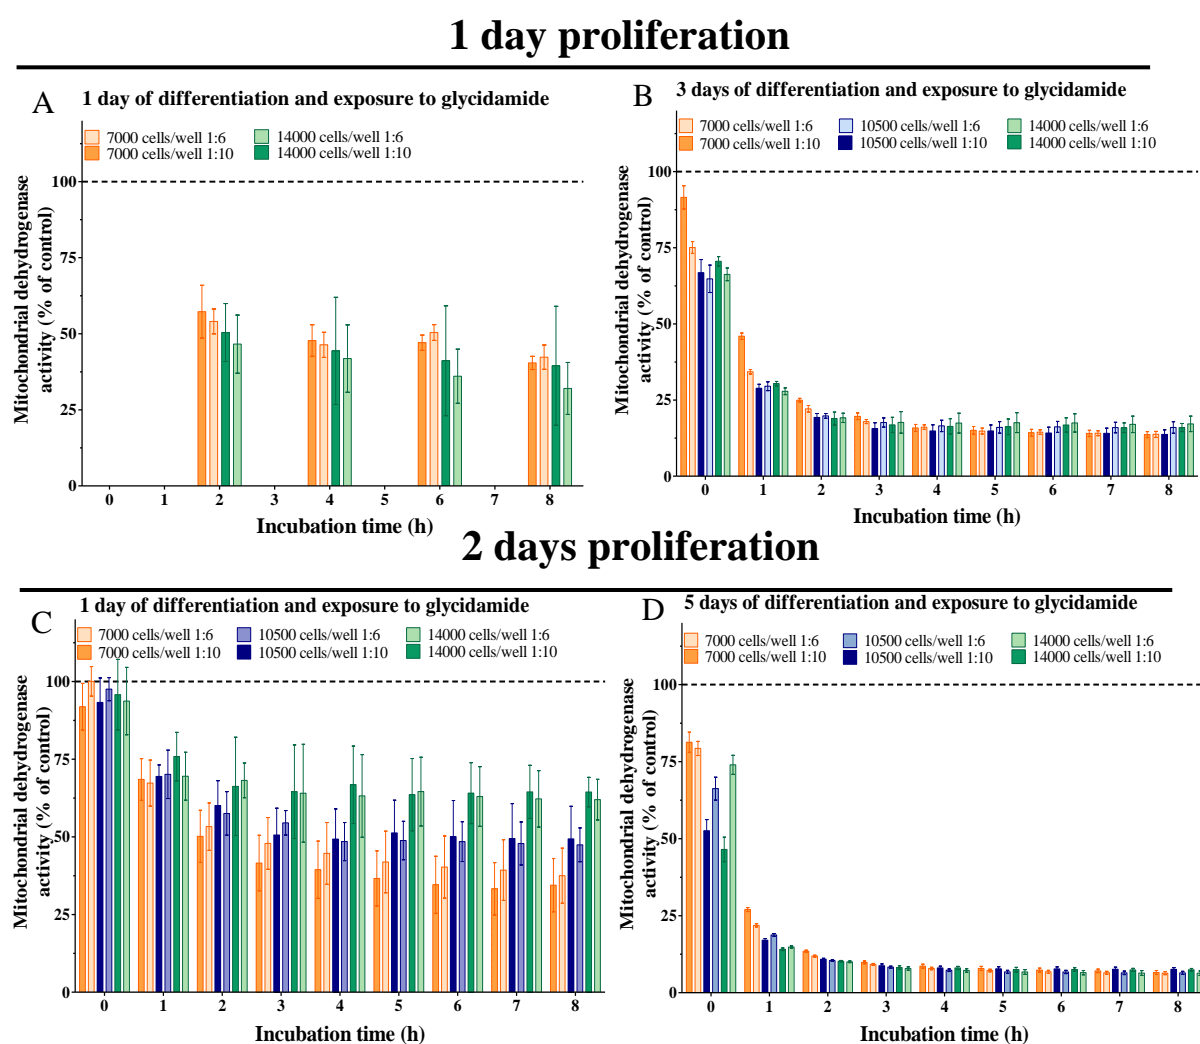 1 day proliferation
A
1 day of differentiation and exposure to glycidamide
7000 cells/well 1:6
7000 cells/well 1:10
14000 cells/well 1:6
14000 cells/well 1:10
Mitochondrial dehydrogenase
activity (% of control)
100
75
50
25
0
0 1 2 3 4 5 6 7 8
Incubation time (h)
B
3 days of differentiation and exposure to glycidamide
7000 cells/well 1:6
7000 cells/well 1:10
10500 cells/well 1:6
10500 cells/well 1:10
14000 cells/well 1:6
14000 cells/well 1:10
Mitochondrial dehydrogenase
activity (% of control)
100
75
50
25
0
0 1 2 3 4 5 6 7 8
Incubation time (h)
2 days proliferation
C
1 day of differentiation and exposure to glycidamide
7000 cells/well 1:6
7000 cells/well 1:10
10500 cells/well 1:6
10500 cells/well 1:10
14000 cells/well 1:6
14000 cells/well 1:10
Mitochondrial dehydrogenase
activity (% of control)
100
75
50
25
0
0 1 2 3 4 5 6 7 8
Incubation time (h)
D
5 days of differentiation and exposure to glycidamide
7000 cells/well 1:6
7000 cells/well 1:10
10500 cells/well 1:6
10500 cells/well 1:10
14000 cells/well 1:6
14000 cells/well 1:10
Mitochondrial dehydrogenase
activity (% of control)
100
75
50
25
0
0 1 2 3 4 5 6 7 8
Incubation time (h)